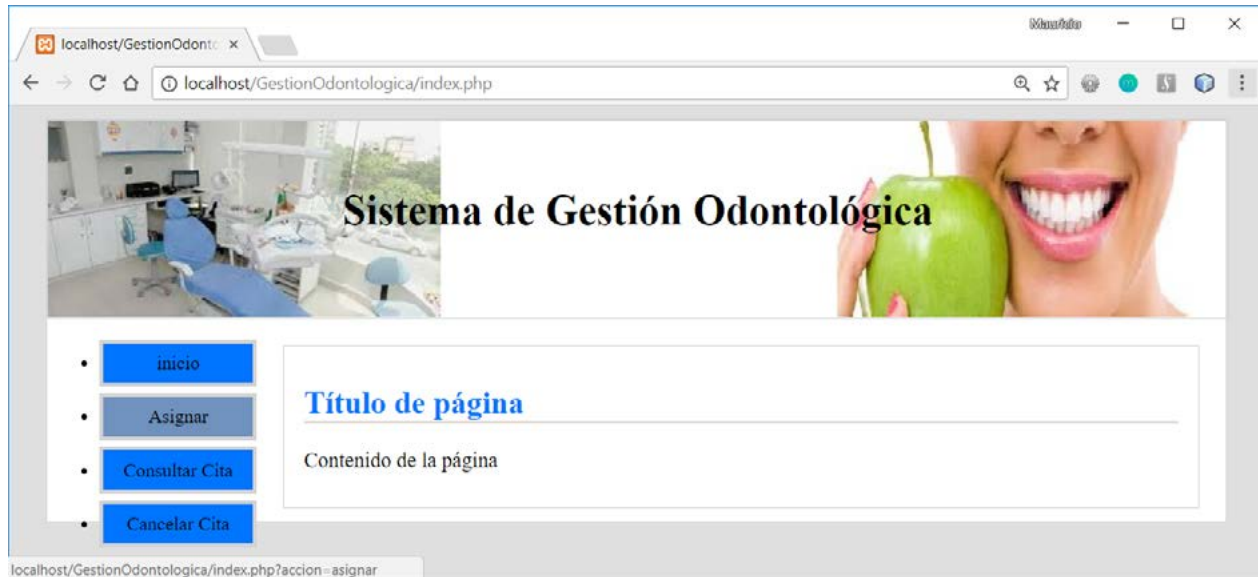 Mauricio
localhost/GestionOdonto
localhost/GestionOdontologica/index.php
Sistema de Gestión Odontológica
inicio
Asignar
Consultar Cita
Cancelar Cita
Título de página
Contenido de la página
localhost/GestionOdontologica/index.php?accion=asignar